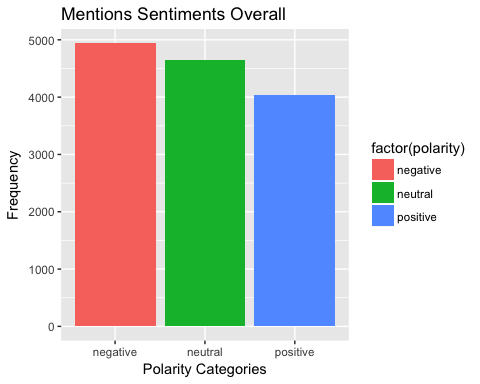 Mentions Sentiments Overall
5000
4000
3000
2000
1000
0
Frequency
negative neutral positive
Polarity Categories
factor(polarity)
negative
neutral
positive